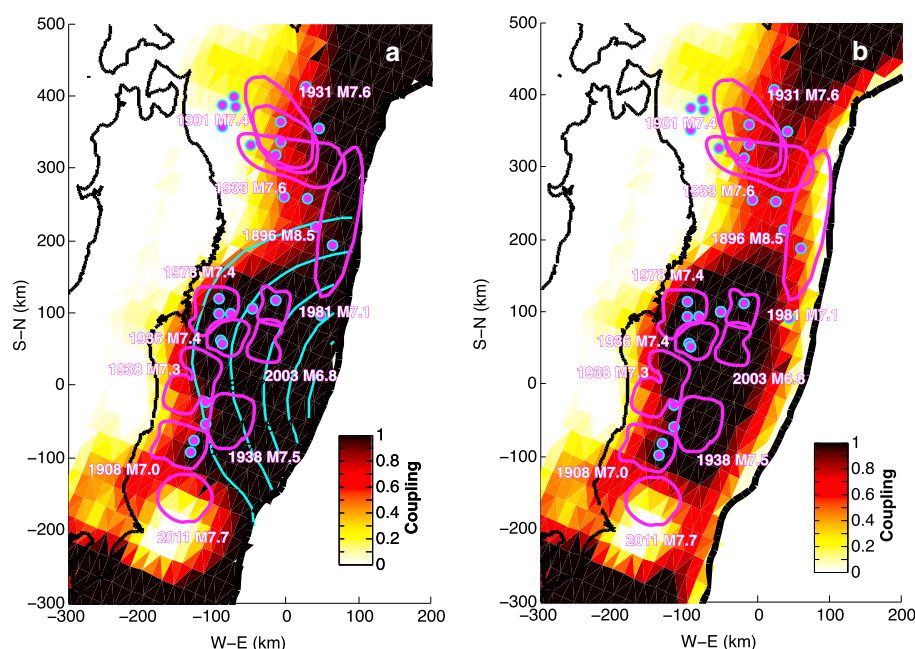 a
500
400
300
200
100
0
−100
−200
−300
S−N (km)
−300
−200
−100
0
100
200
W−E (km)
1931 M7.6
1901 M7.4
1933 M7.6
1896 M8.5
1978 M7.4
1981 M7.1
1936 M7.4
1938 M7.3
2003 M6.8
1938 M7.5
1908 M7.0
2011 M7.7
1
0.8
0.6
0.4
0.2
0
Coupling
b
500
400
300
200
100
0
−100
−200
−300
S−N (km)
−300
−200
−100
0
100
200
W−E (km)
1931 M7.6
1901 M7.4
1933 M7.6
1896 M8.5
1978 M7.4
1981 M7.1
1936 M7.4
1938 M7.3
2003 M6.8
1938 M7.5
1908 M7.0
2011 M7.7
1
0.8
0.6
0.4
0.2
0
Coupling